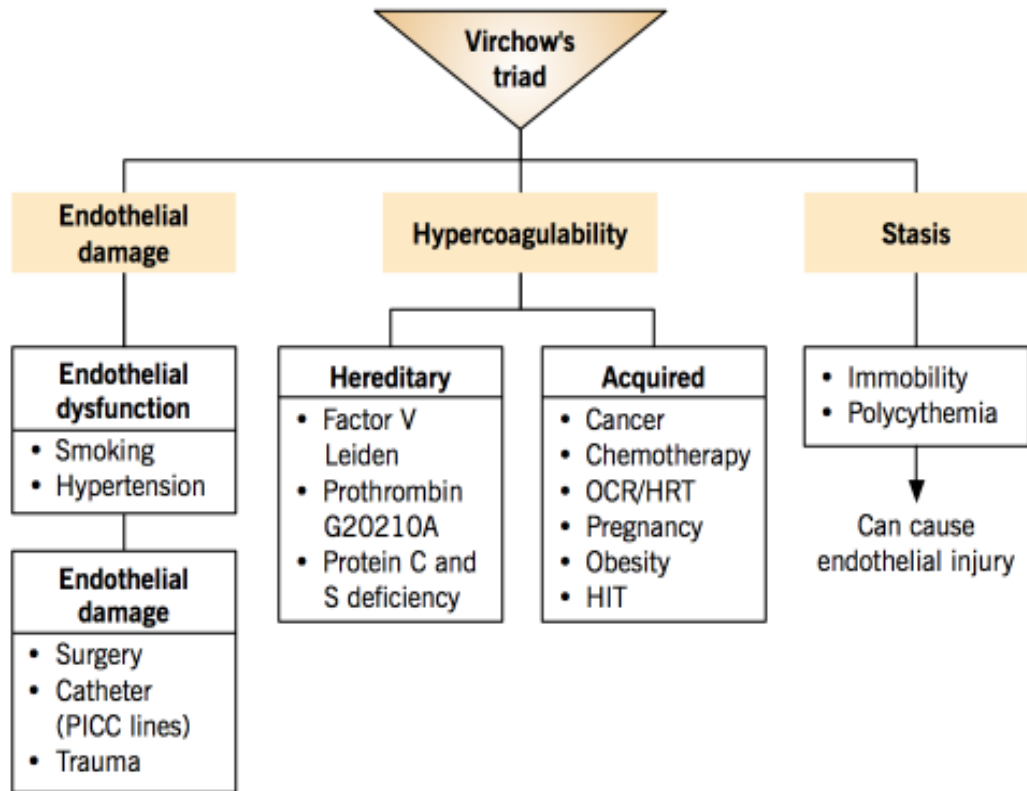 Virchow's
triad
Endothelial
damage
Hypercoagulability
Stasis
Endothelial
dysfunction
• Smoking
• Hypertension
Endothelial
damage
• Surgery
• Catheter
(PICC lines)
• Trauma
Hereditary
• Factor V
Leiden
• Prothrombin
G20210A
• Protein C and
S deficiency
Acquired
• Cancer
• Chemotherapy
• OCR/HRT
• Pregnancy
• Obesity
• HIT
• Immobility
• Polycythemia
Can cause
endothelial injury